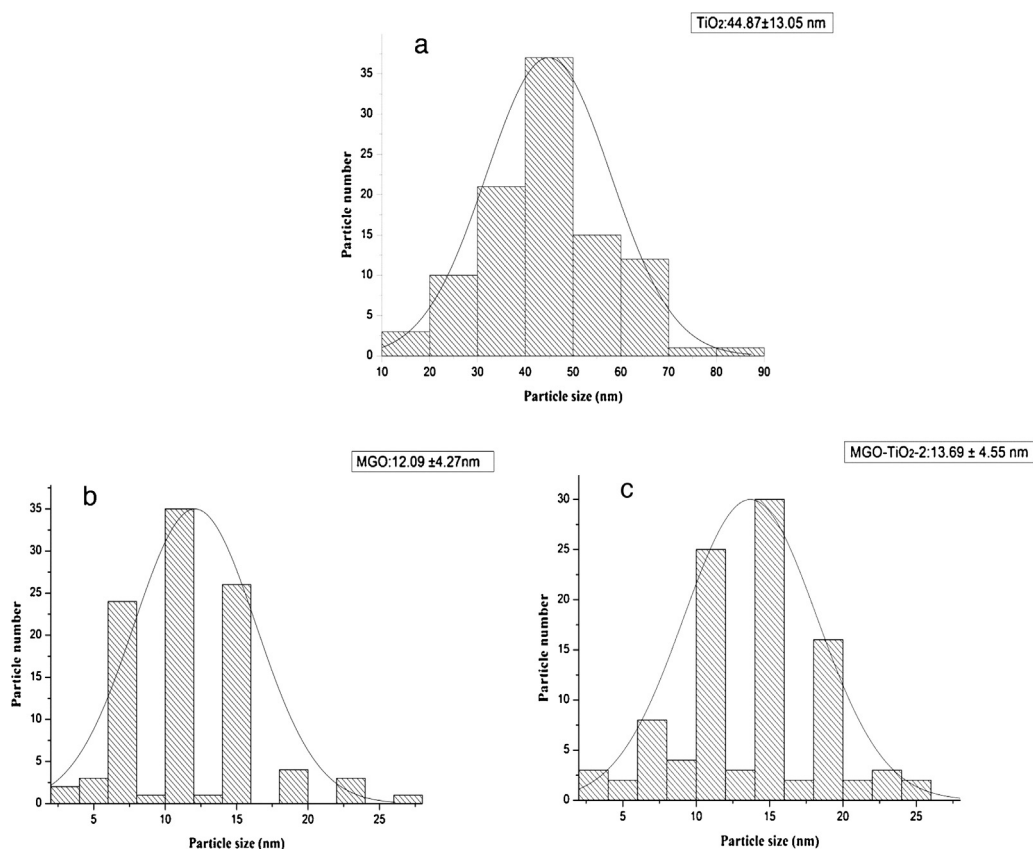 TiO₂:44.87±13.05 nm
a
Particle number
35
30
25
20
15
10
5
0
10 20 30 40 50 60 70 80 90
Particle size (nm)
MGO:12.09 ±4.27nm
b
Particle number
35
30
25
20
15
10
5
0
5 10 15 20 25
Particle size (nm)
MGO-TiO₂-2:13.69 ± 4.55 nm
c
Particle number
30
25
20
15
10
5
0
5 10 15 20 25
Particle size (nm)